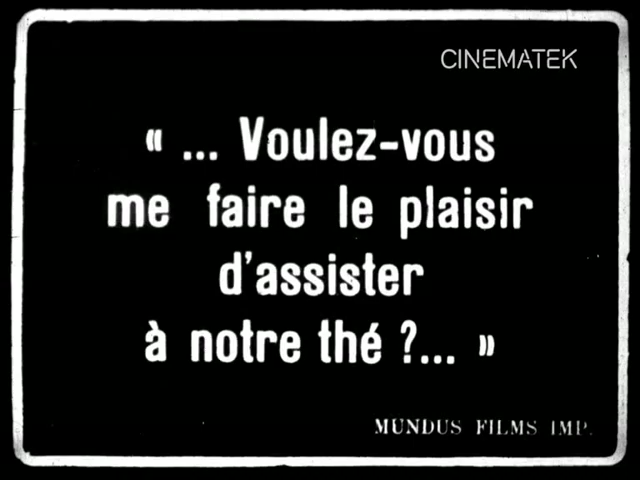 CINEMATEK
« ... Voulez-vous
me faire le plaisir
d'assister
à notre thé ?... »
MUNDUS FILMS IMP.